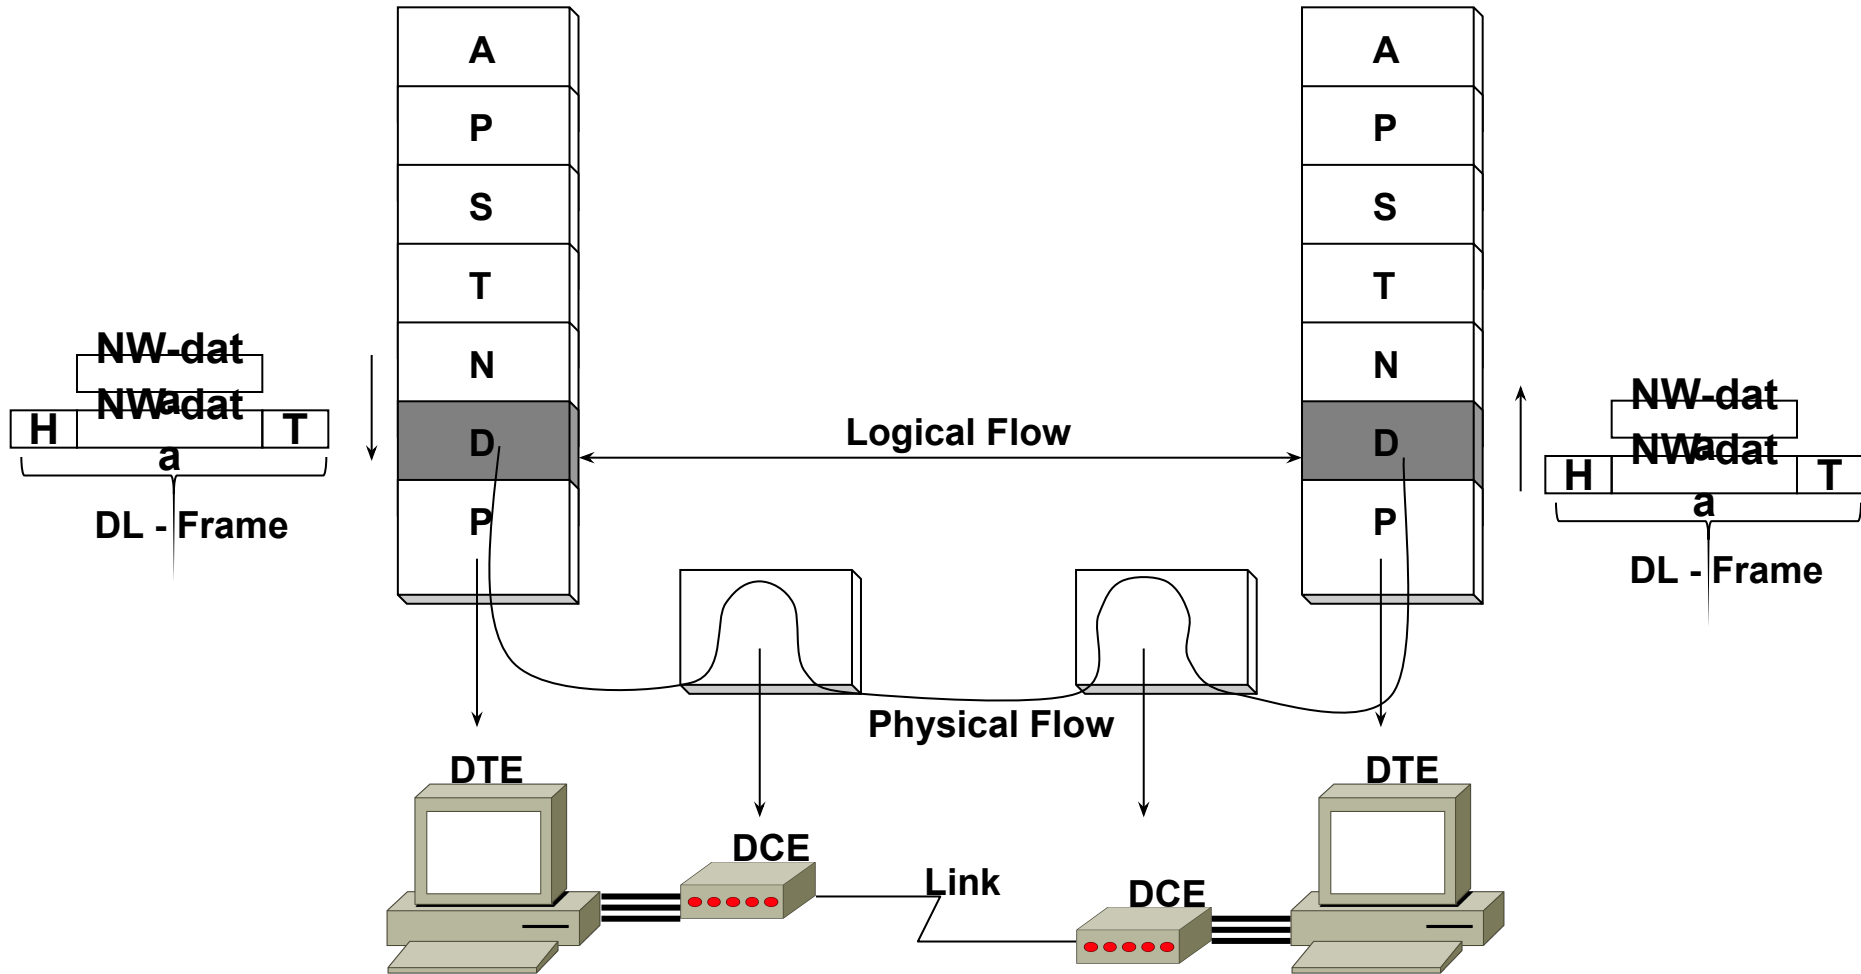 A
P
S
T
N
D
P
A
P
S
T
N
D
P
NW-dat
a
H
NW-dat
a
T
DL - Frame
Logical Flow
NW-dat
a
H
NW-dat
a
T
DL - Frame
Physical Flow
DTE
DTE
DCE
Link
DCE